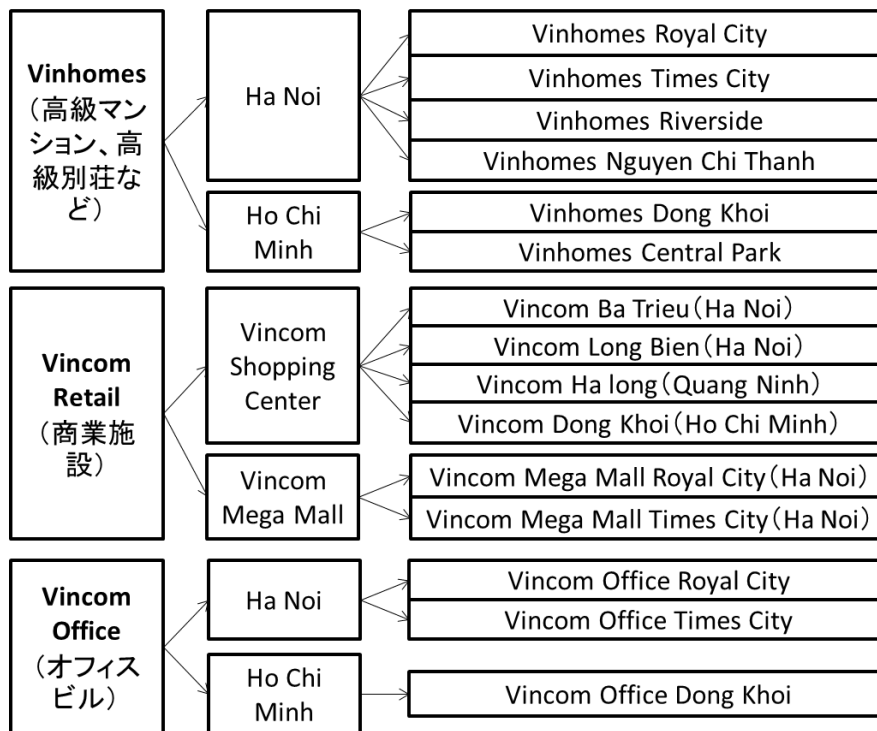 Vinhomes
（高級マン
ション、高
級別荘な
ど）
Ha Noi
Vinhomes Royal City
Vinhomes Times City
Vinhomes Riverside
Vinhomes Nguyen Chi Thanh
Ho Chi
Minh
Vinhomes Dong Khoi
Vinhomes Central Park
Vincom
Retail
（商業施
設）
Vincom
Shopping
Center
Vincom Ba Trieu（Ha Noi）
Vincom Long Bien（Ha Noi）
Vincom Ha long（Quang Ninh）
Vincom Dong Khoi（Ho Chi Minh）
Vincom
Mega Mall
Vincom Mega Mall Royal City（Ha Noi）
Vincom Mega Mall Times City（Ha Noi）
Vincom
Office
（オフィス
ビル）
Ha Noi
Vincom Office Royal City
Vincom Office Times City
Ho Chi
Minh
Vincom Office Dong Khoi